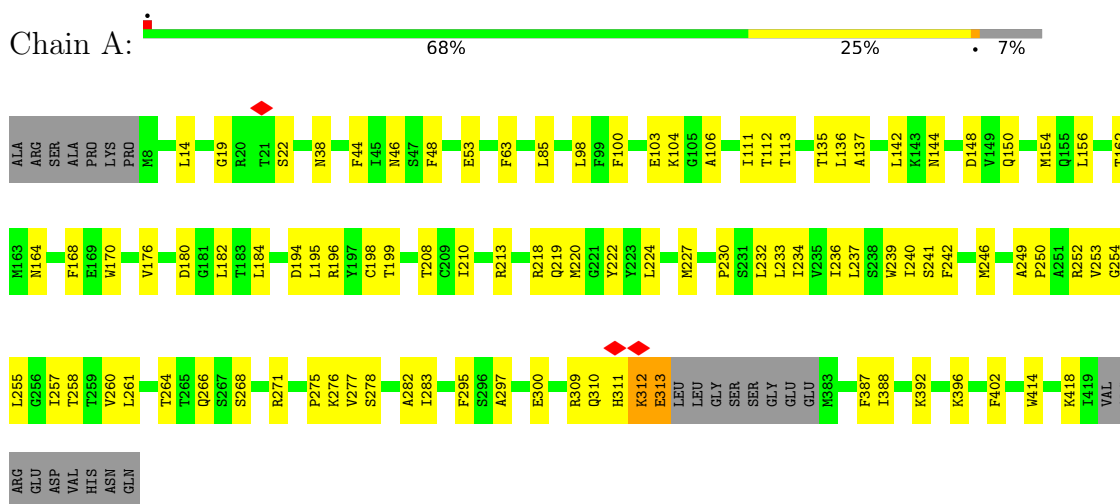 Chain A:
68% 25% • 7%
ALA ARG SER ALA PRO LYS PRO M8 L14 G19 R20 T21 S22 N38 F44 I45 N46 S47 F48 E53 F63 L85 L98 F99 F100 E103 K104 G105 A106 I111 T112 T113 T135 L136 A137 L142 K143 N144 D148 V149 Q150 M154 Q155 L156 T162
M163 N164 F168 E169 W170 V176 D180 G181 L182 T183 L184 D194 L195 R196 Y197 C198 T199 T208 C209 I210 R213 R218 Q219 M220 G221 Y222 Y223 L224 M227 P230 S231 L232 L233 I234 V235 I236 L237 S238 W239 I240 S241 F242 M246 A249 P250 A251 R252 V253 G254
L255 G256 I257 T258 T259 V260 L261 T264 T265 Q266 S267 S268 R271 P275 K276 V277 S278 A282 I283 F295 S296 A297 E300 R309 Q310 H311 K312 E313 LEU LEU GLY SER SER GLY GLU GLU M383 F387 I388 K392 K396 F402 W414 K418 I419 VAL
ARG GLU ASP VAL HIS ASN GLN